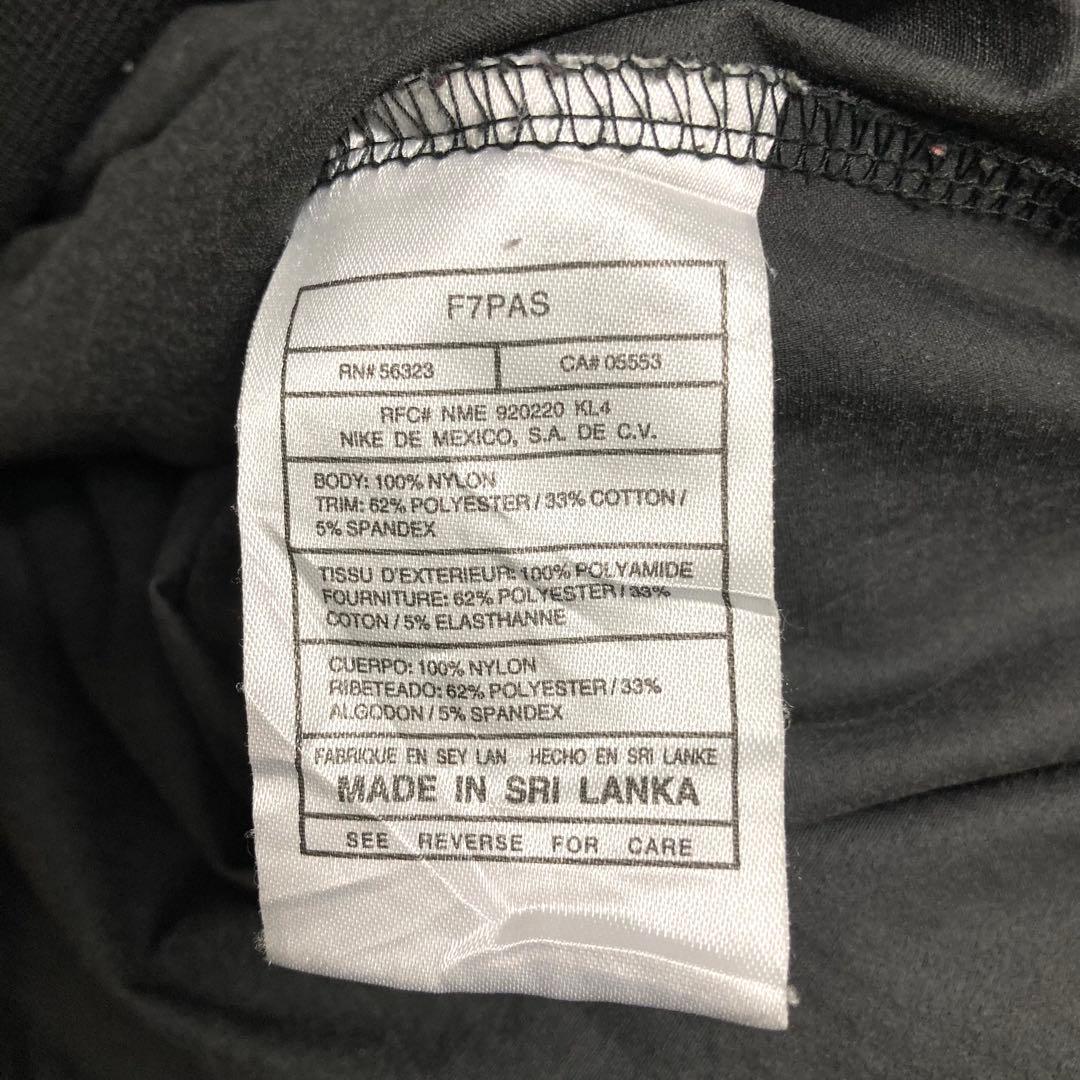 F7PAS
RN# 56323 CA# 05553
RFC# NME 920220 KL4
NIKE DE MEXICO, S.A. DE C.V.
BODY: 100% NYLON
TRIM: 62% POLYESTER / 33% COTTON /
5% SPANDEX
TISSU D'EXTERIEUR: 100% POLYAMIDE
FOURNITURE: 62% POLYESTER / 33%
COTON / 5% ELASTHANNE
CUERPO: 100% NYLON
RIBETEADO: 62% POLYESTER / 33%
ALGODON / 5% SPANDEX
FABRIQUE EN SEY LAN HECHO EN SRI LANKE
MADE IN SRI LANKA
SEE REVERSE FOR CARE